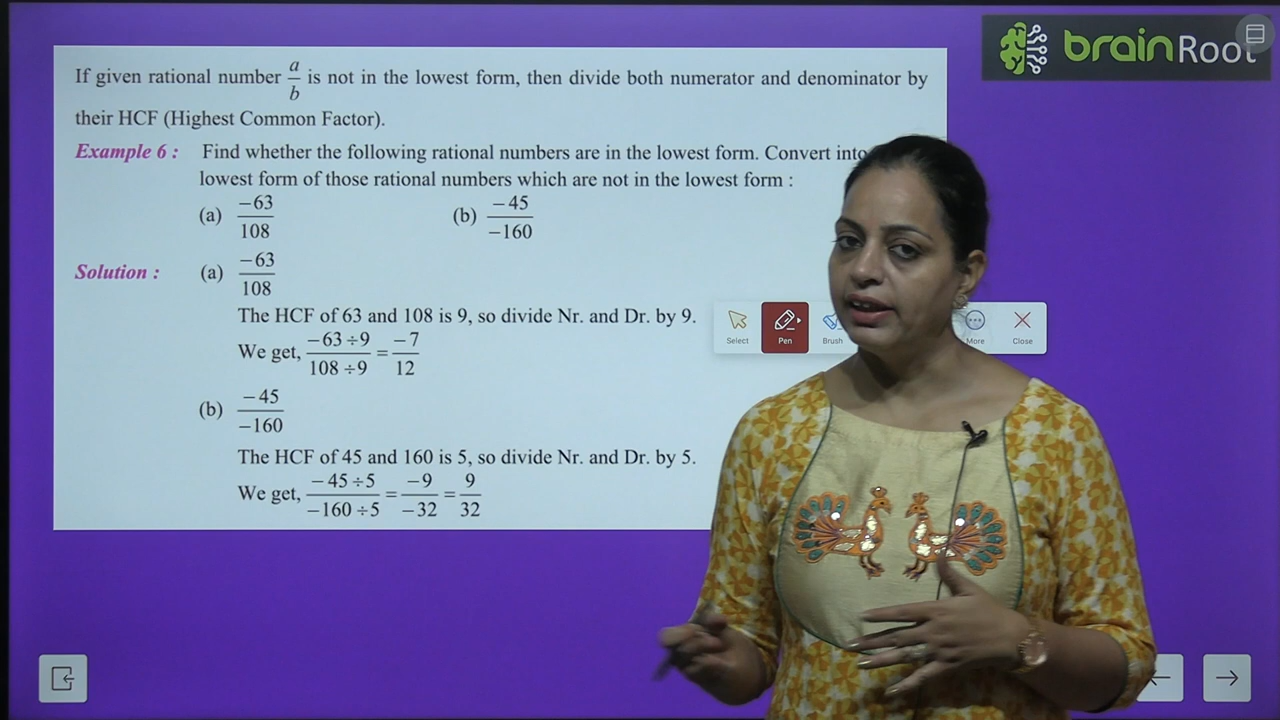 brainRoot
If given rational number a/b is not in the lowest form, then divide both numerator and denominator by
their HCF (Highest Common Factor).
Example 6 : Find whether the following rational numbers are in the lowest form. Convert into
lowest form of those rational numbers which are not in the lowest form :
(a) −63/108 (b) −45/−160
Solution : (a) −63/108
The HCF of 63 and 108 is 9, so divide Nr. and Dr. by 9.
We get, −63÷9/108÷9 = −7/12
(b) −45/−160
The HCF of 45 and 160 is 5, so divide Nr. and Dr. by 5.
We get, −45÷5/−160÷5 = −9/−32 = 9/32
Select Pen Brush More Close